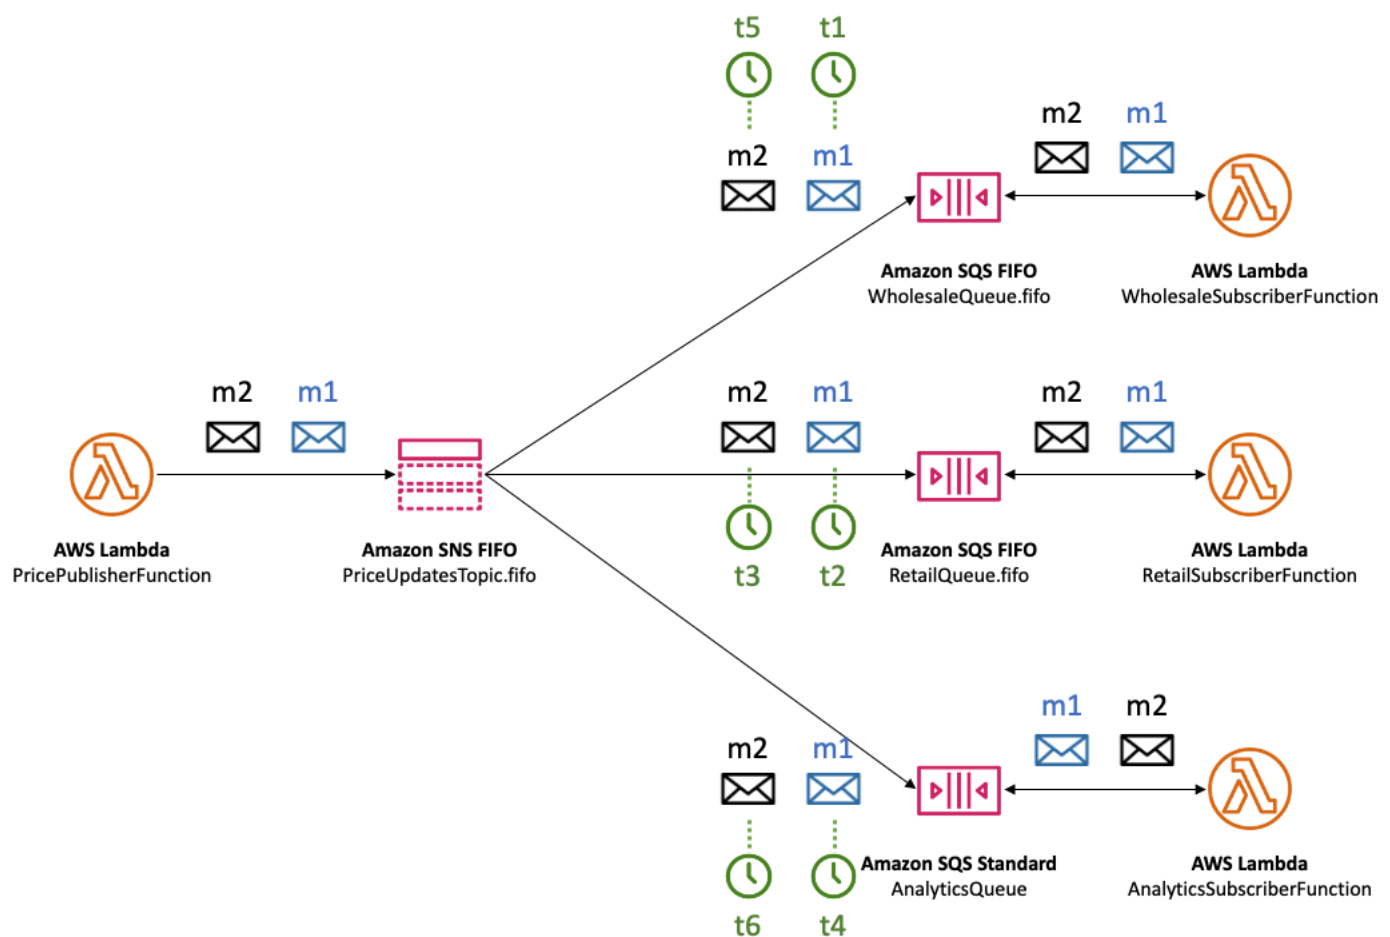 t5 t1
m2 m1
m2 m1
Amazon SQS FIFO
WholesaleQueue.fifo
AWS Lambda
WholesaleSubscriberFunction
m2 m1
m2 m1
m2 m1
AWS Lambda
PricePublisherFunction
Amazon SNS FIFO
PriceUpdatesTopic.fifo
t3 t2
Amazon SQS FIFO
RetailQueue.fifo
AWS Lambda
RetailSubscriberFunction
m1 m2
m2 m1
Amazon SQS Standard
AnalyticsQueue
AWS Lambda
AnalyticsSubscriberFunction
t6 t4